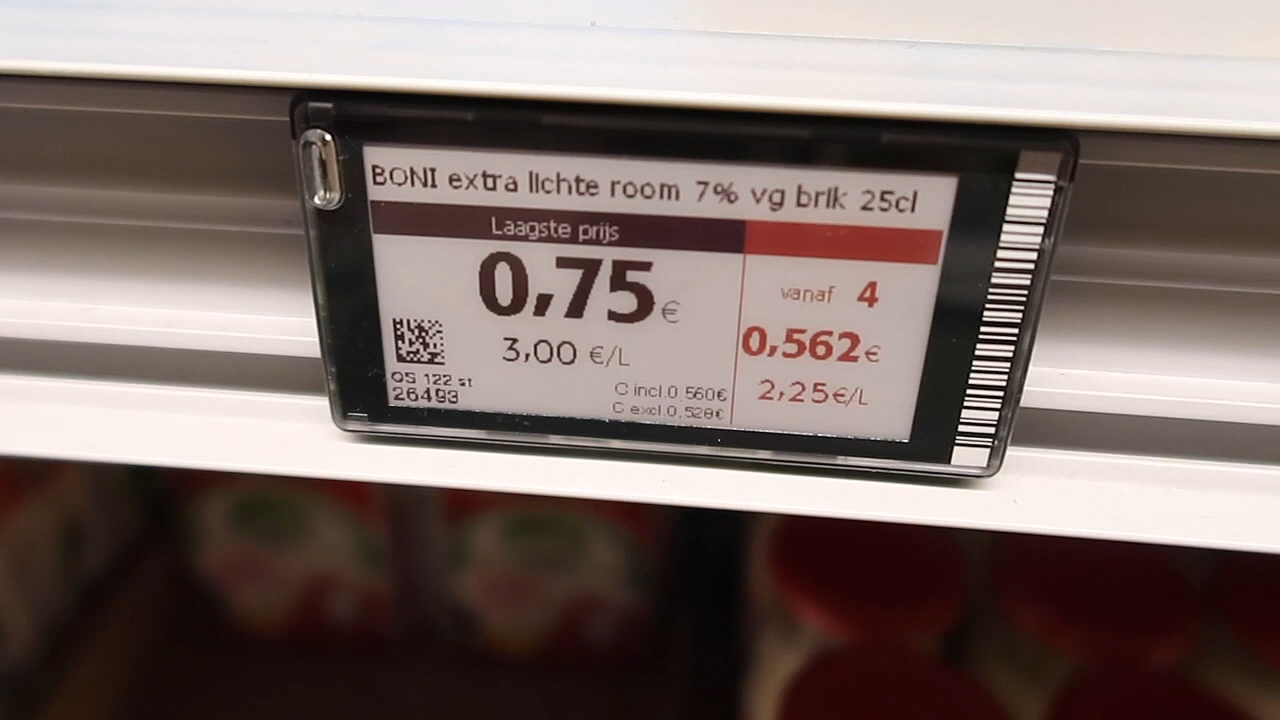 BONI extra lichte room 7% vg brik 25cl
Laagste prijs
0,75 €
3,00 €/L
QS 122 st
26493
C incl.0,560€
C excl.0,528€
vanaf 4
0,562€
2,25€/L